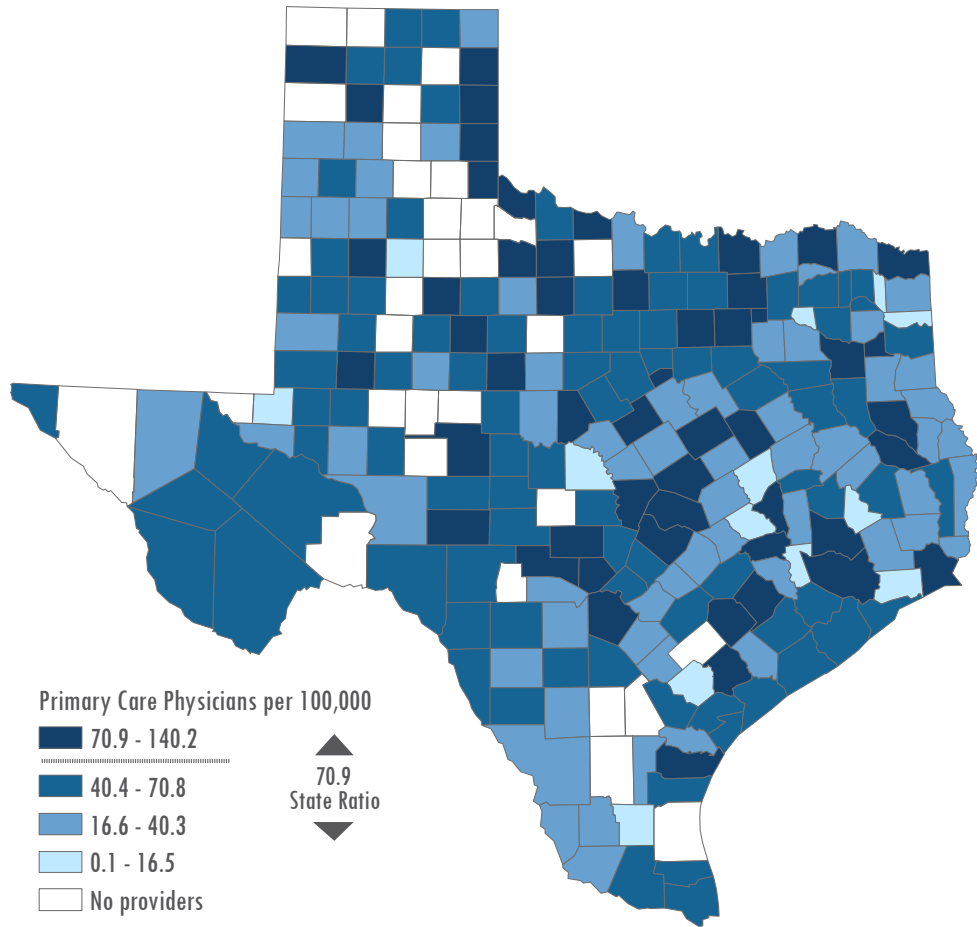 Primary Care Physicians per 100,000
70.9 - 140.2
40.4 - 70.8
16.6 - 40.3
0.1 - 16.5
No providers
70.9
State Ratio